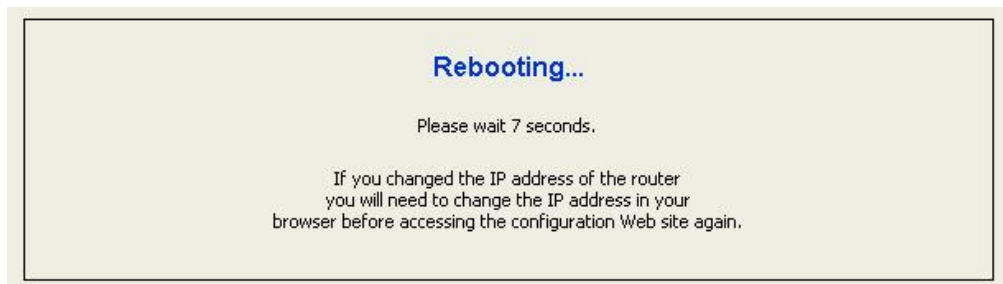 Rebooting...
Please wait 7 seconds.
If you changed the IP address of the router
you will need to change the IP address in your
browser before accessing the configuration Web site again.